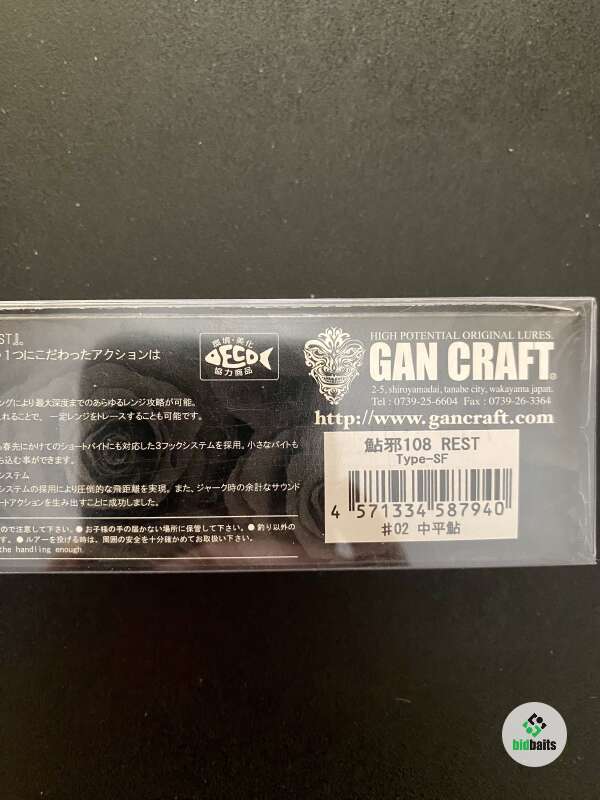 ST』。
1つにこだわったアクションは
ングにより最大深度までのあらゆるレンジ攻略が可能。
れることで、一定レンジをトレースすることも可能です。
春先にかけてのショートバイトにも対応した3フックシステムを採用。小さなバイトも
込む事ができます。
システム
システムの採用により圧倒的な飛距離を実現。また、ジャーク時の余計なサウンド
ートアクションを生み出すことに成功しました。
ので注意して下さい。●お子様の手の届かない場所に保管して下さい。●釣り以外の
す。●ルアーを投げる時は、周囲の安全を十分確かめてお取扱い下さい。
the handling enough.
環境・美化
ECO
協力商品
HIGH POTENTIAL ORIGINAL LURES.
GAN CRAFT®
2-5, shiroyamadai, tanabe city, wakayama japan.
Tel : 0739-25-6604 Fax : 0739-26-3364
http://www.gancraft.com
鮎邪108 REST
Type-SF
4 571334 587940
#02 中平鮎
bidbaits